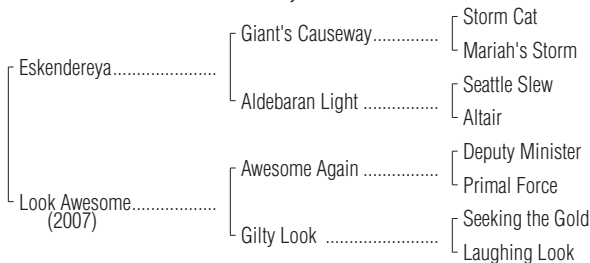 Storm Cat
Giant's Causeway..............
Mariah's Storm
Eskendereya......................
Seattle Slew
Aldebaran Light ................
Altair
Deputy Minister
Awesome Again ................
Primal Force
Look Awesome..................
(2007)
Seeking the Gold
Gilty Look ........................
Laughing Look